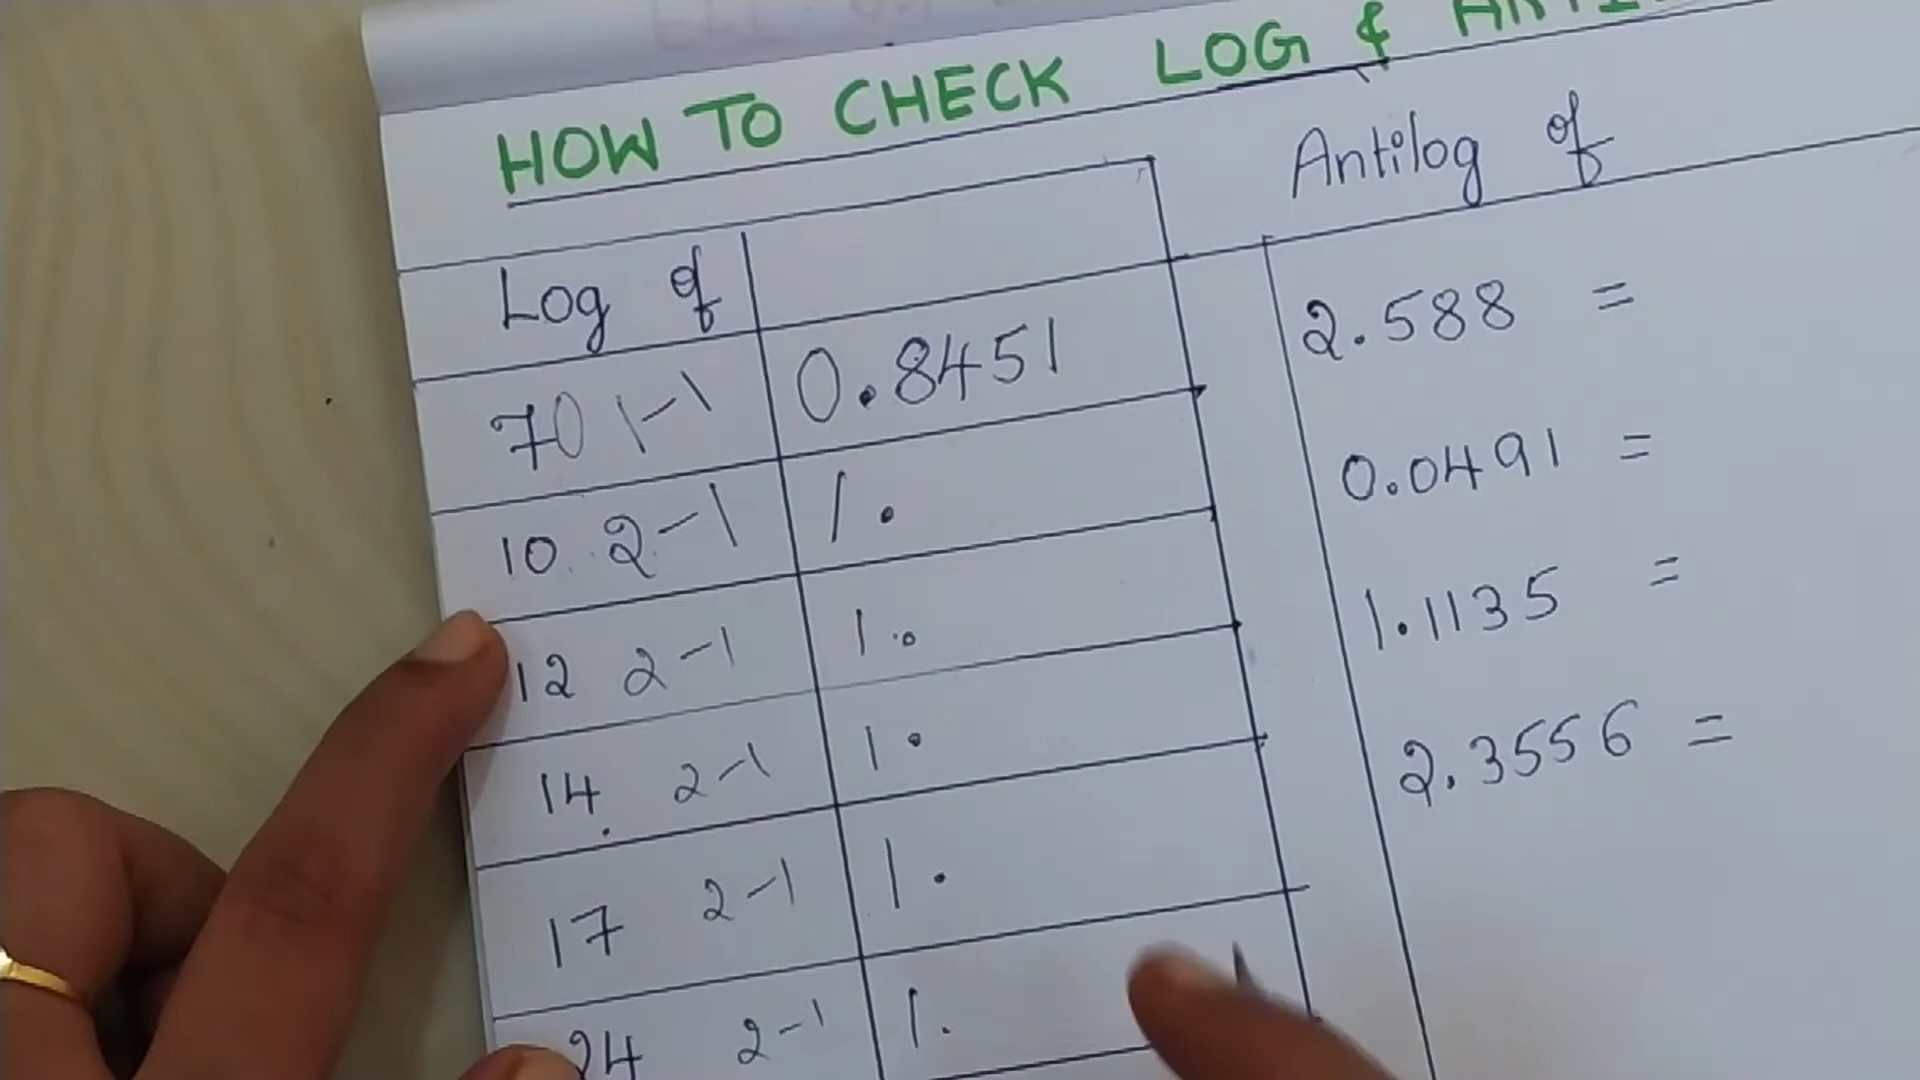 HOW TO CHECK LOG &
Log of
70 1-1 0.8451
10 2-1 1.
12 2-1 1.
14 2-1 1.
17 2-1 1.
24 2-1 1.
Antilog of
2.588 =
0.0491 =
1.1135 =
2.3556 =